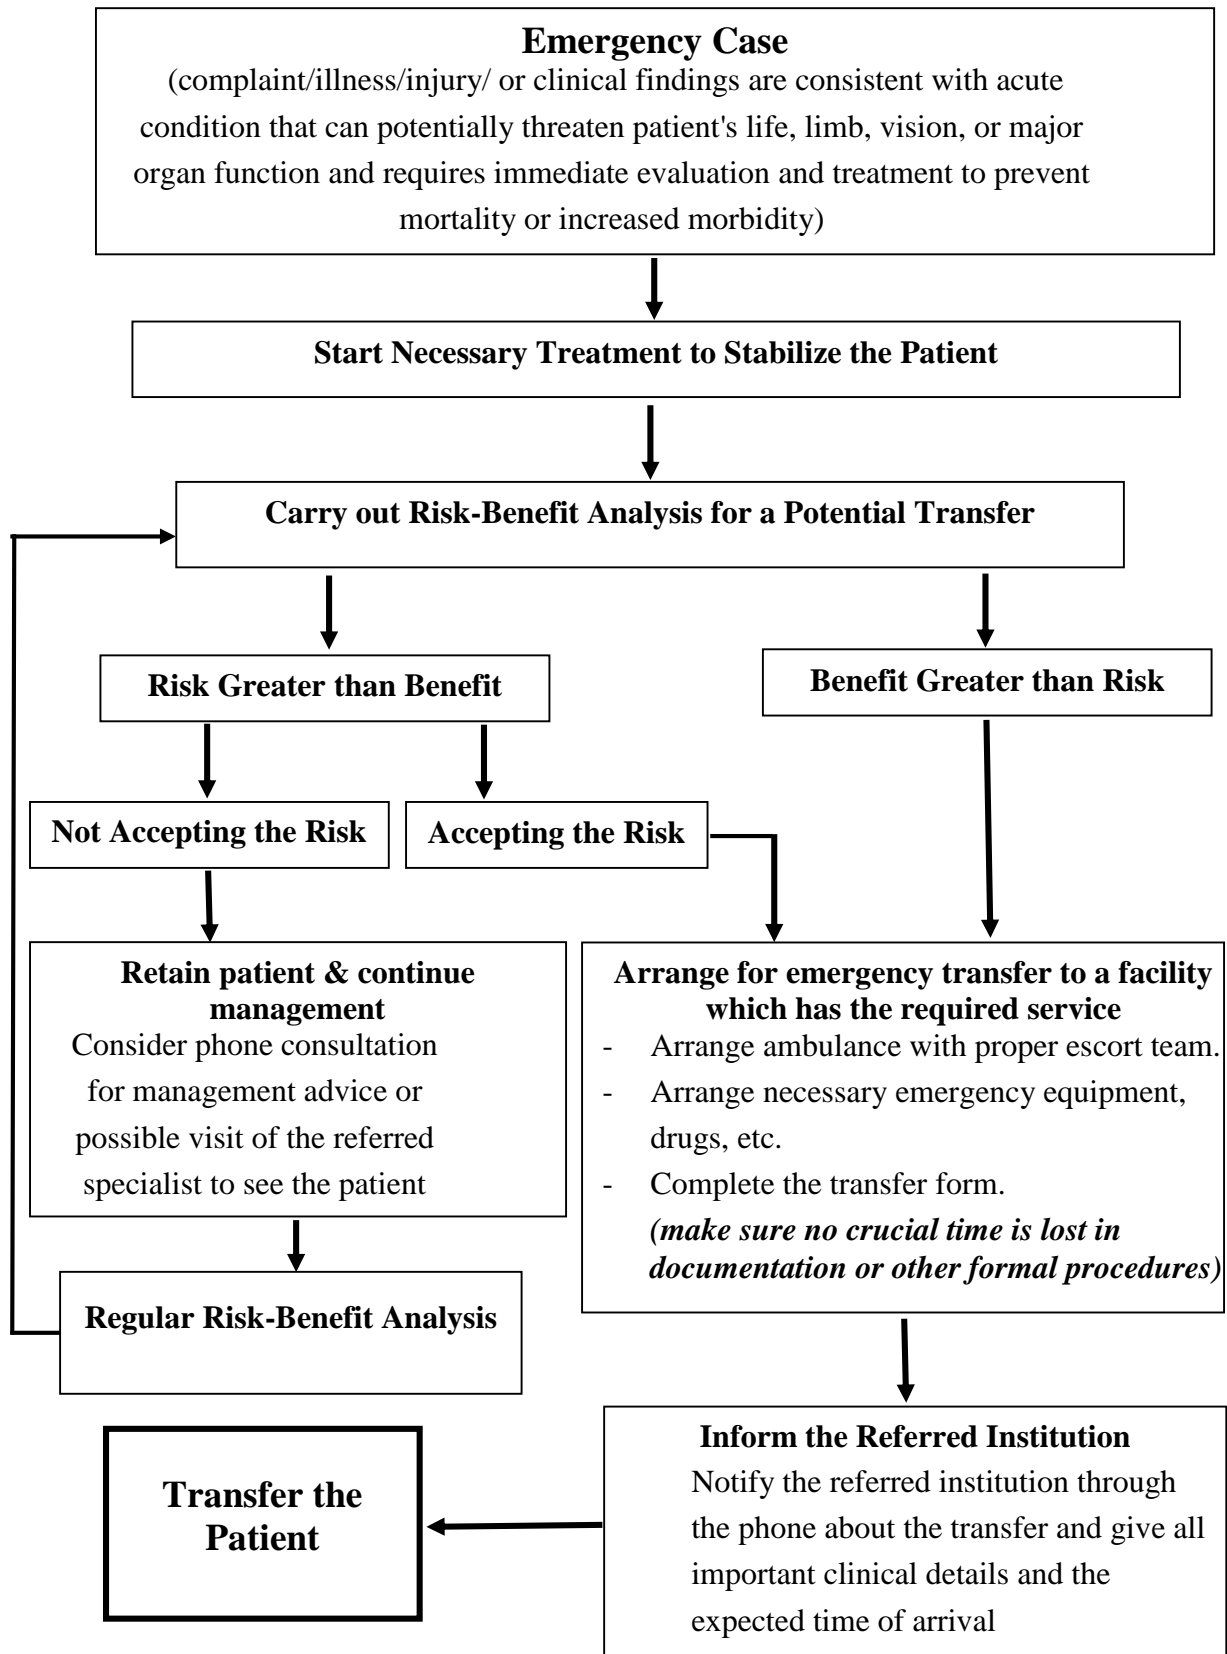 Emergency Case
(complaint/illness/injury/ or clinical findings are consistent with acute
condition that can potentially threaten patient's life, limb, vision, or major
organ function and requires immediate evaluation and treatment to prevent
mortality or increased morbidity)
Start Necessary Treatment to Stabilize the Patient
Carry out Risk-Benefit Analysis for a Potential Transfer
Risk Greater than Benefit
Benefit Greater than Risk
Not Accepting the Risk
Accepting the Risk
Retain patient & continue
management
Consider phone consultation
for management advice or
possible visit of the referred
specialist to see the patient
Arrange for emergency transfer to a facility
which has the required service
- Arrange ambulance with proper escort team.
- Arrange necessary emergency equipment,
drugs, etc.
- Complete the transfer form.
(make sure no crucial time is lost in
documentation or other formal procedures)
Regular Risk-Benefit Analysis
Inform the Referred Institution
Notify the referred institution through
the phone about the transfer and give all
important clinical details and the
expected time of arrival
Transfer the
Patient